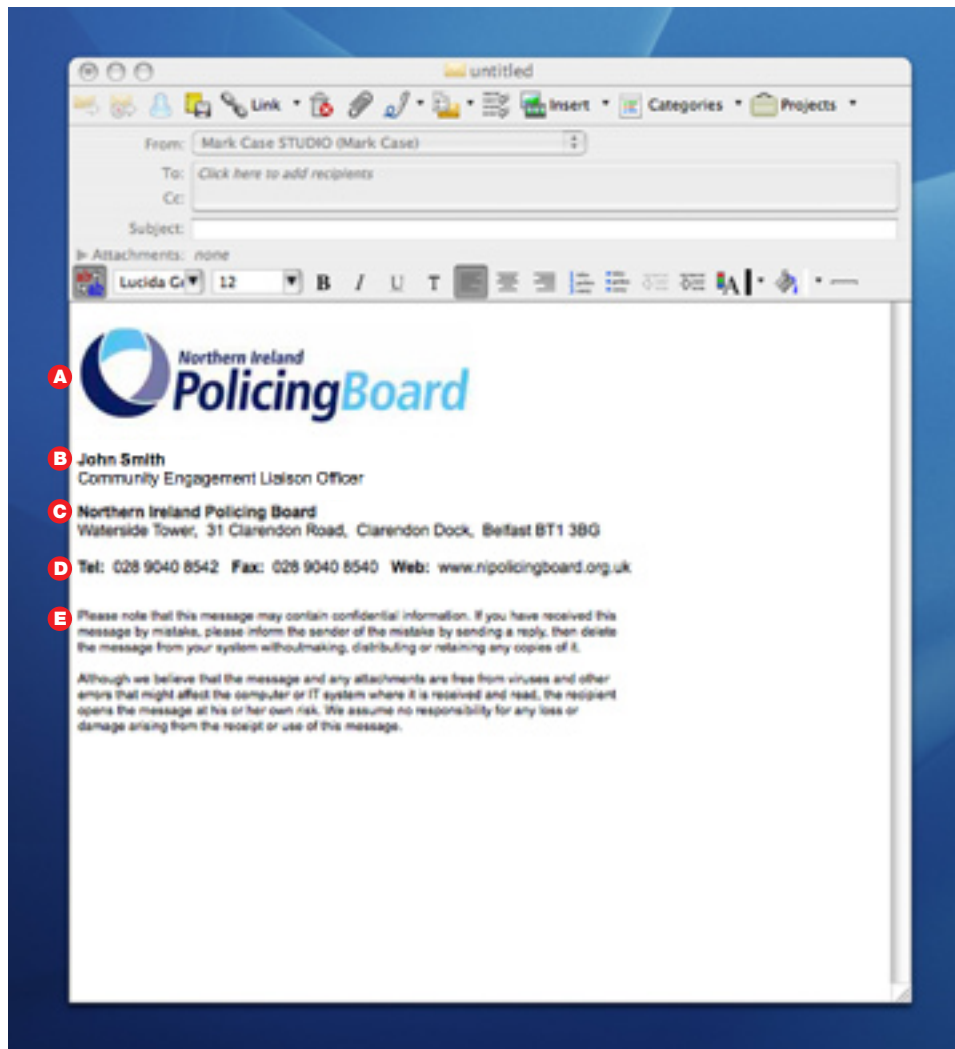 untitled
Link Insert Categories Projects
From: Mark Case STUDIO (Mark Case)
To: Click here to add recipients
Cc:
Subject:
Attachments: none
Lucida Gr 12 B I U T A
A
Northern Ireland
PolicingBoard
B John Smith
Community Engagement Liaison Officer
C Northern Ireland Policing Board
Waterside Tower, 31 Clarendon Road, Clarendon Dock, Belfast BT1 3BG
D Tel: 028 9040 8542 Fax: 028 9040 8540 Web: www.nipolicingboard.org.uk
E Please note that this message may contain confidential information. If you have received this
message by mistake, please inform the sender of the mistake by sending a reply, then delete
the message from your system withoutmaking, distributing or retaining any copies of it.
Although we believe that the message and any attachments are free from viruses and other
errors that might affect the computer or IT system where it is received and read, the recipient
opens the message at his or her own risk. We assume no responsibility for any loss or
damage arising from the receipt or use of this message.